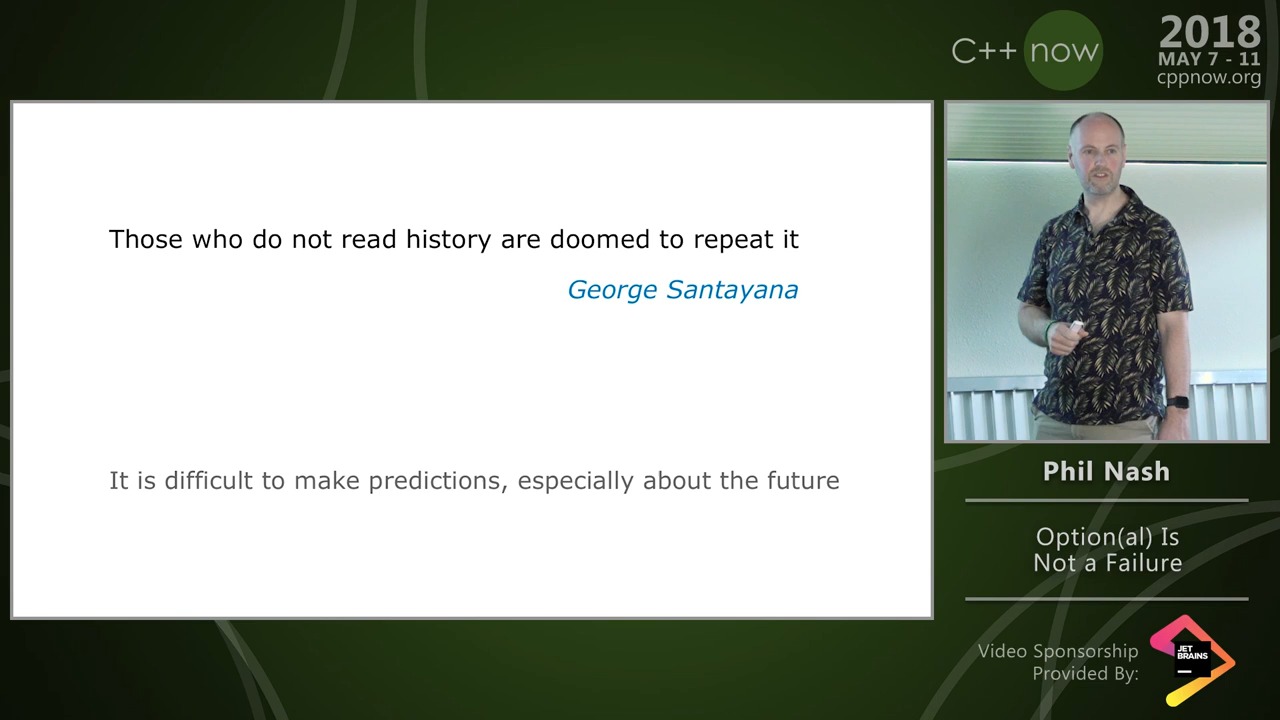 C++ now
2018
MAY 7 - 11
cppnow.org
Those who do not read history are doomed to repeat it
George Santayana
It is difficult to make predictions, especially about the future
Phil Nash
Option(al) Is
Not a Failure
Video Sponsorship
Provided By:
JET
BRAINS